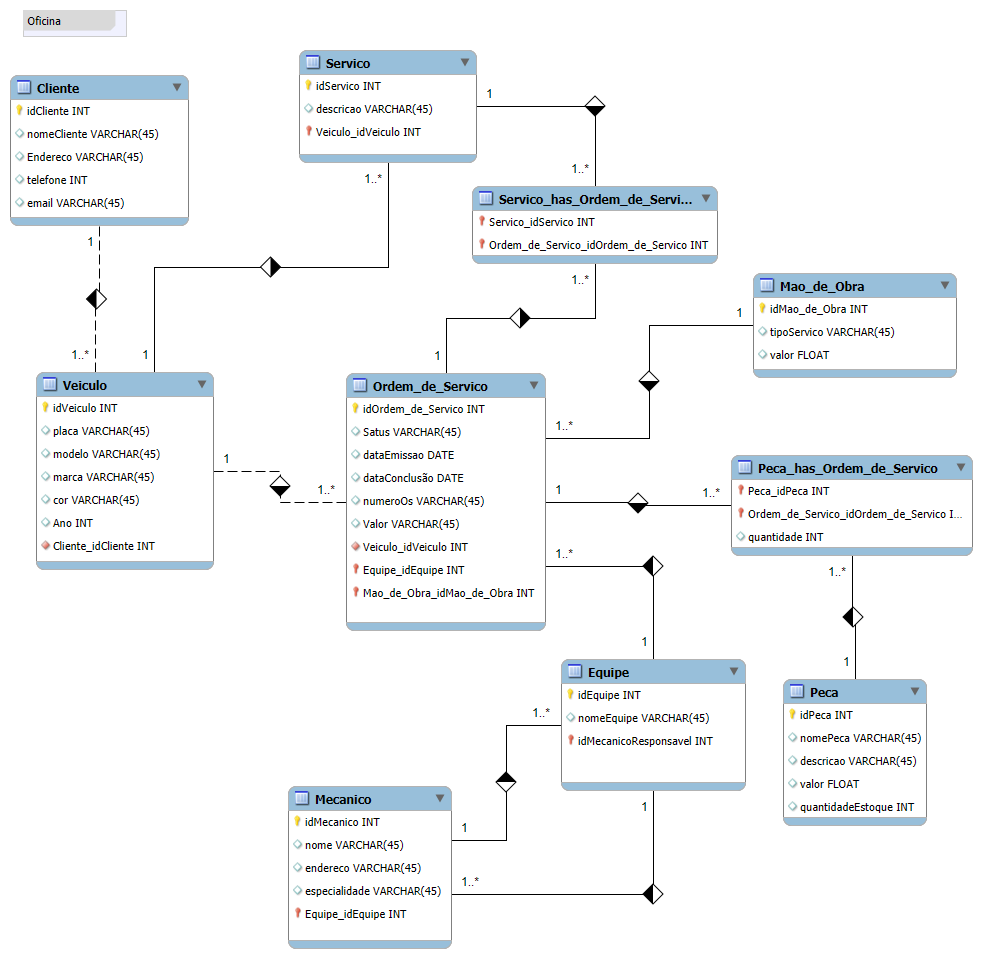 Oficina
Cliente
idCliente INT
nomeCliente VARCHAR(45)
Endereco VARCHAR(45)
telefone INT
email VARCHAR(45)
1
1..*
Servico
idServico INT
descricao VARCHAR(45)
Veiculo_idVeiculo INT
1
1..*
1..*
1
Servico_has_Ordem_de_Servi...
Servico_idServico INT
Ordem_de_Servico_idOrdem_de_Servico INT
1..*
1
Mao_de_Obra
idMao_de_Obra INT
tipoServico VARCHAR(45)
valor FLOAT
1
1..*
Veiculo
idVeiculo INT
placa VARCHAR(45)
modelo VARCHAR(45)
marca VARCHAR(45)
cor VARCHAR(45)
Ano INT
Cliente_idCliente INT
1
1..*
Ordem_de_Servico
idOrdem_de_Servico INT
Satus VARCHAR(45)
dataEmissao DATE
dataConclusão DATE
numeroOs VARCHAR(45)
Valor VARCHAR(45)
Veiculo_idVeiculo INT
Equipe_idEquipe INT
Mao_de_Obra_idMao_de_Obra INT
1
1..*
1..*
1
Peca_has_Ordem_de_Servico
Peca_idPeca INT
Ordem_de_Servico_idOrdem_de_Servico I...
quantidade INT
1..*
1
Equipe
idEquipe INT
nomeEquipe VARCHAR(45)
idMecanicoResponsavel INT
1..*
1
1
1..*
Peca
idPeca INT
nomePeca VARCHAR(45)
descricao VARCHAR(45)
valor FLOAT
quantidadeEstoque INT
Mecanico
idMecanico INT
nome VARCHAR(45)
endereco VARCHAR(45)
especialidade VARCHAR(45)
Equipe_idEquipe INT